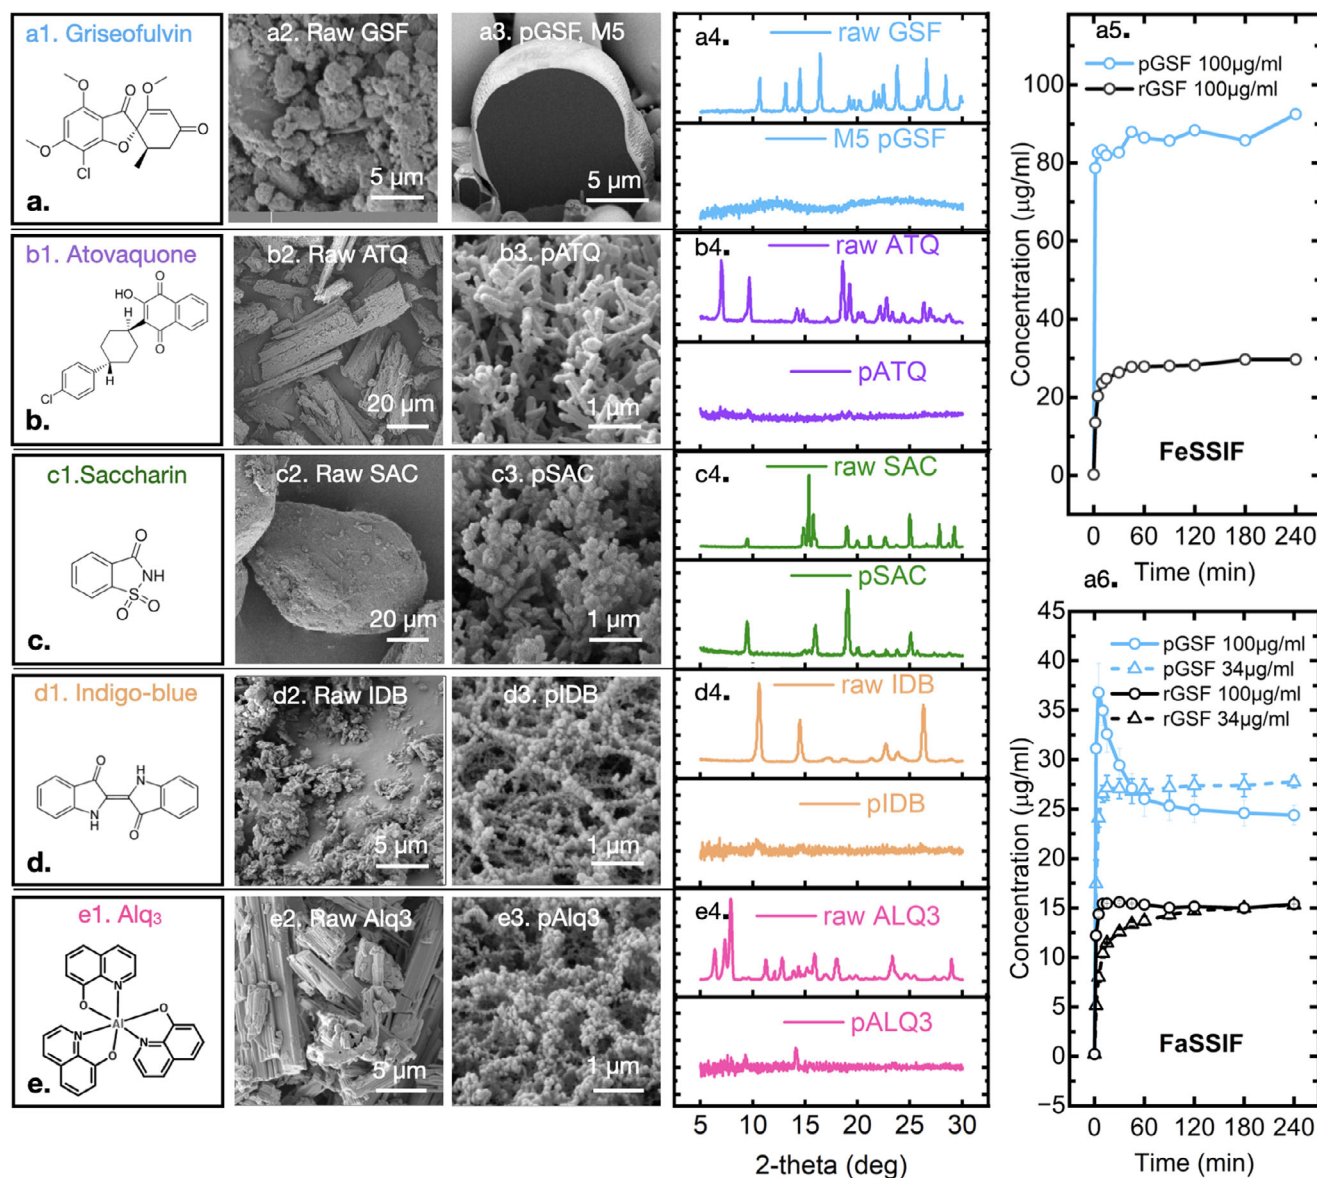 a1. Griseofulvin
O
O
O
O
O
O
Cl
a.
a2. Raw GSF
5 µm
a3. pGSF, M5
5 µm
a4.
raw GSF
M5 pGSF
b1. Atovaquone
O
HO
H
O
H
Cl
b.
b2. Raw ATQ
20 µm
b3. pATQ
1 µm
b4.
raw ATQ
pATQ
c1.Saccharin
O
NH
S
O
O
c.
c2. Raw SAC
20 µm
c3. pSAC
1 µm
c4.
raw SAC
pSAC
d1. Indigo-blue
O
H
N
N
H
O
d.
d2. Raw IDB
5 µm
d3. pIDB
1 µm
d4.
raw IDB
pIDB
e1. Alq₃
N
O
Al
O
N
N
O
e.
e2. Raw Alq3
5 µm
e3. pAlq3
1 µm
e4.
raw ALQ3
pALQ3
5 10 15 20 25 30
2-theta (deg)
a5.
pGSF 100µg/ml
rGSF 100µg/ml
100
80
60
40
20
0
Concentration (µg/ml)
FeSSIF
0 60 120 180 240
Time (min)
a6.
pGSF 100µg/ml
pGSF 34µg/ml
rGSF 100µg/ml
rGSF 34µg/ml
45
40
35
30
25
20
15
10
5
0
−5
Concentration (µg/ml)
FaSSIF
0 60 120 180 240
Time (min)